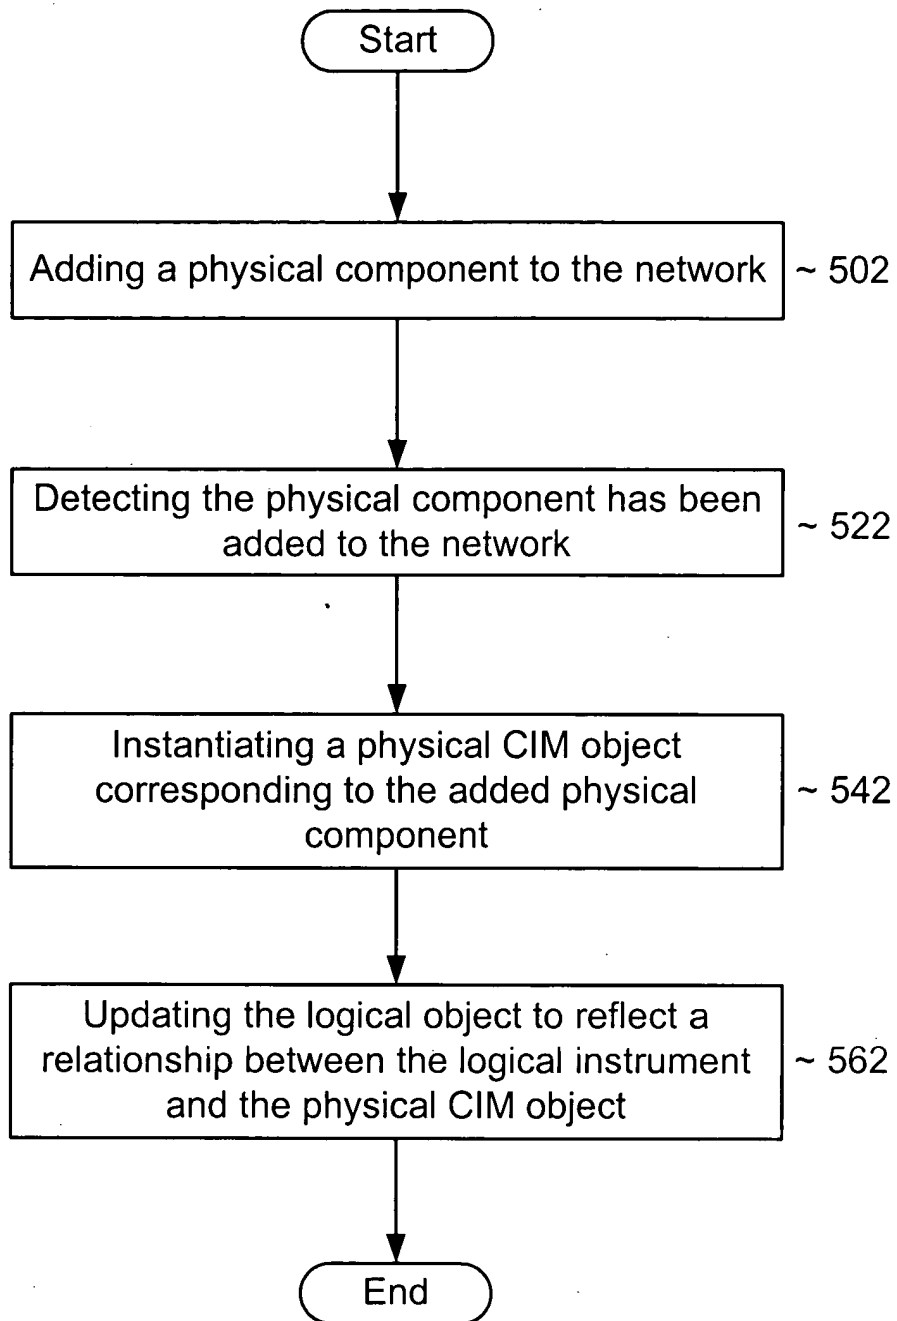 Start
Adding a physical component to the network
~ 502
Detecting the physical component has been
added to the network
~ 522
Instantiating a physical CIM object
corresponding to the added physical
component
~ 542
Updating the logical object to reflect a
relationship between the logical instrument
and the physical CIM object
~ 562
End